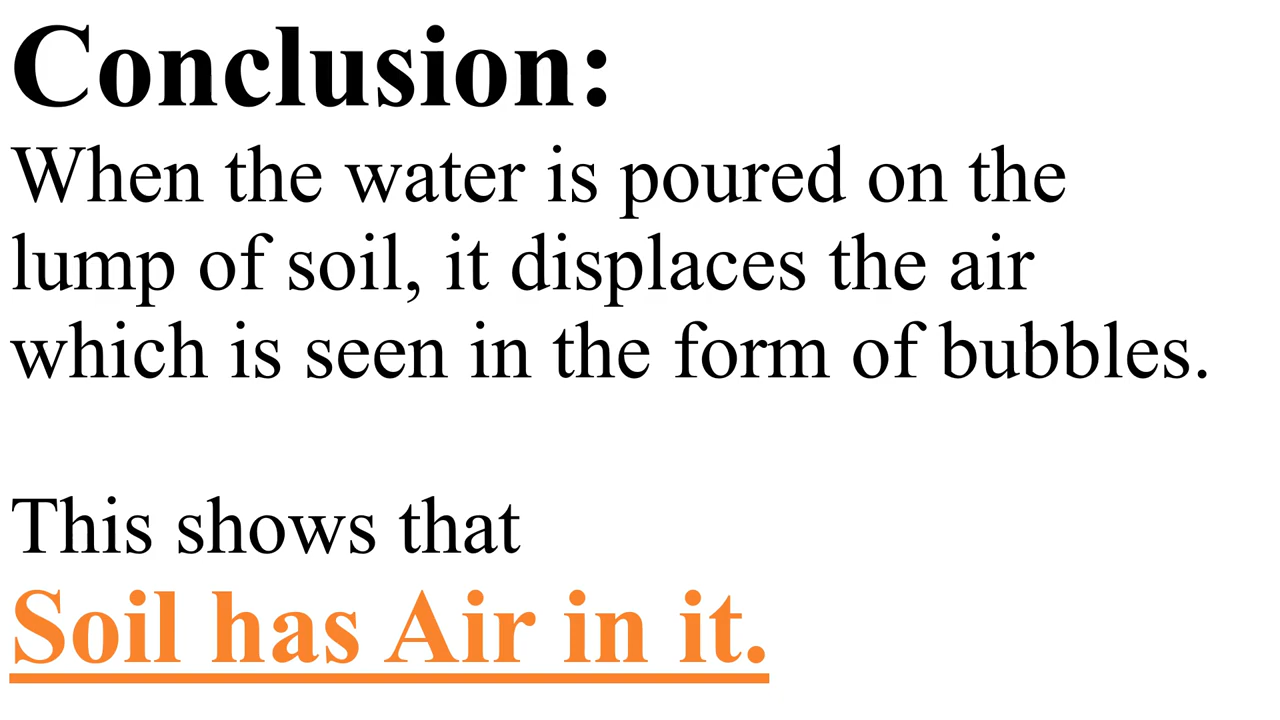 Conclusion:
When the water is poured on the
lump of soil, it displaces the air
which is seen in the form of bubbles.
This shows that
Soil has Air in it.